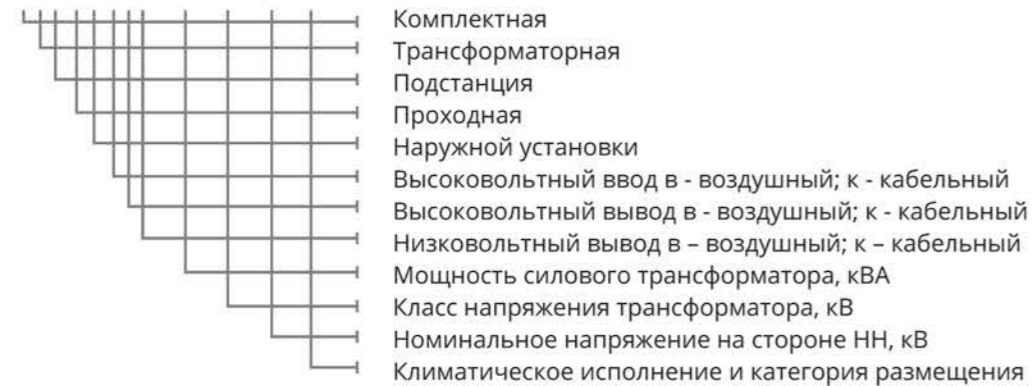 Комплектная
Трансформаторная
Подстанция
Проходная
Наружной установки
Высоковольтный ввод в - воздушный; к - кабельный
Высоковольтный вывод в - воздушный; к - кабельный
Низковольтный вывод в – воздушный; к – кабельный
Мощность силового трансформатора, кВА
Класс напряжения трансформатора, кВ
Номинальное напряжение на стороне НН, кВ
Климатическое исполнение и категория размещения